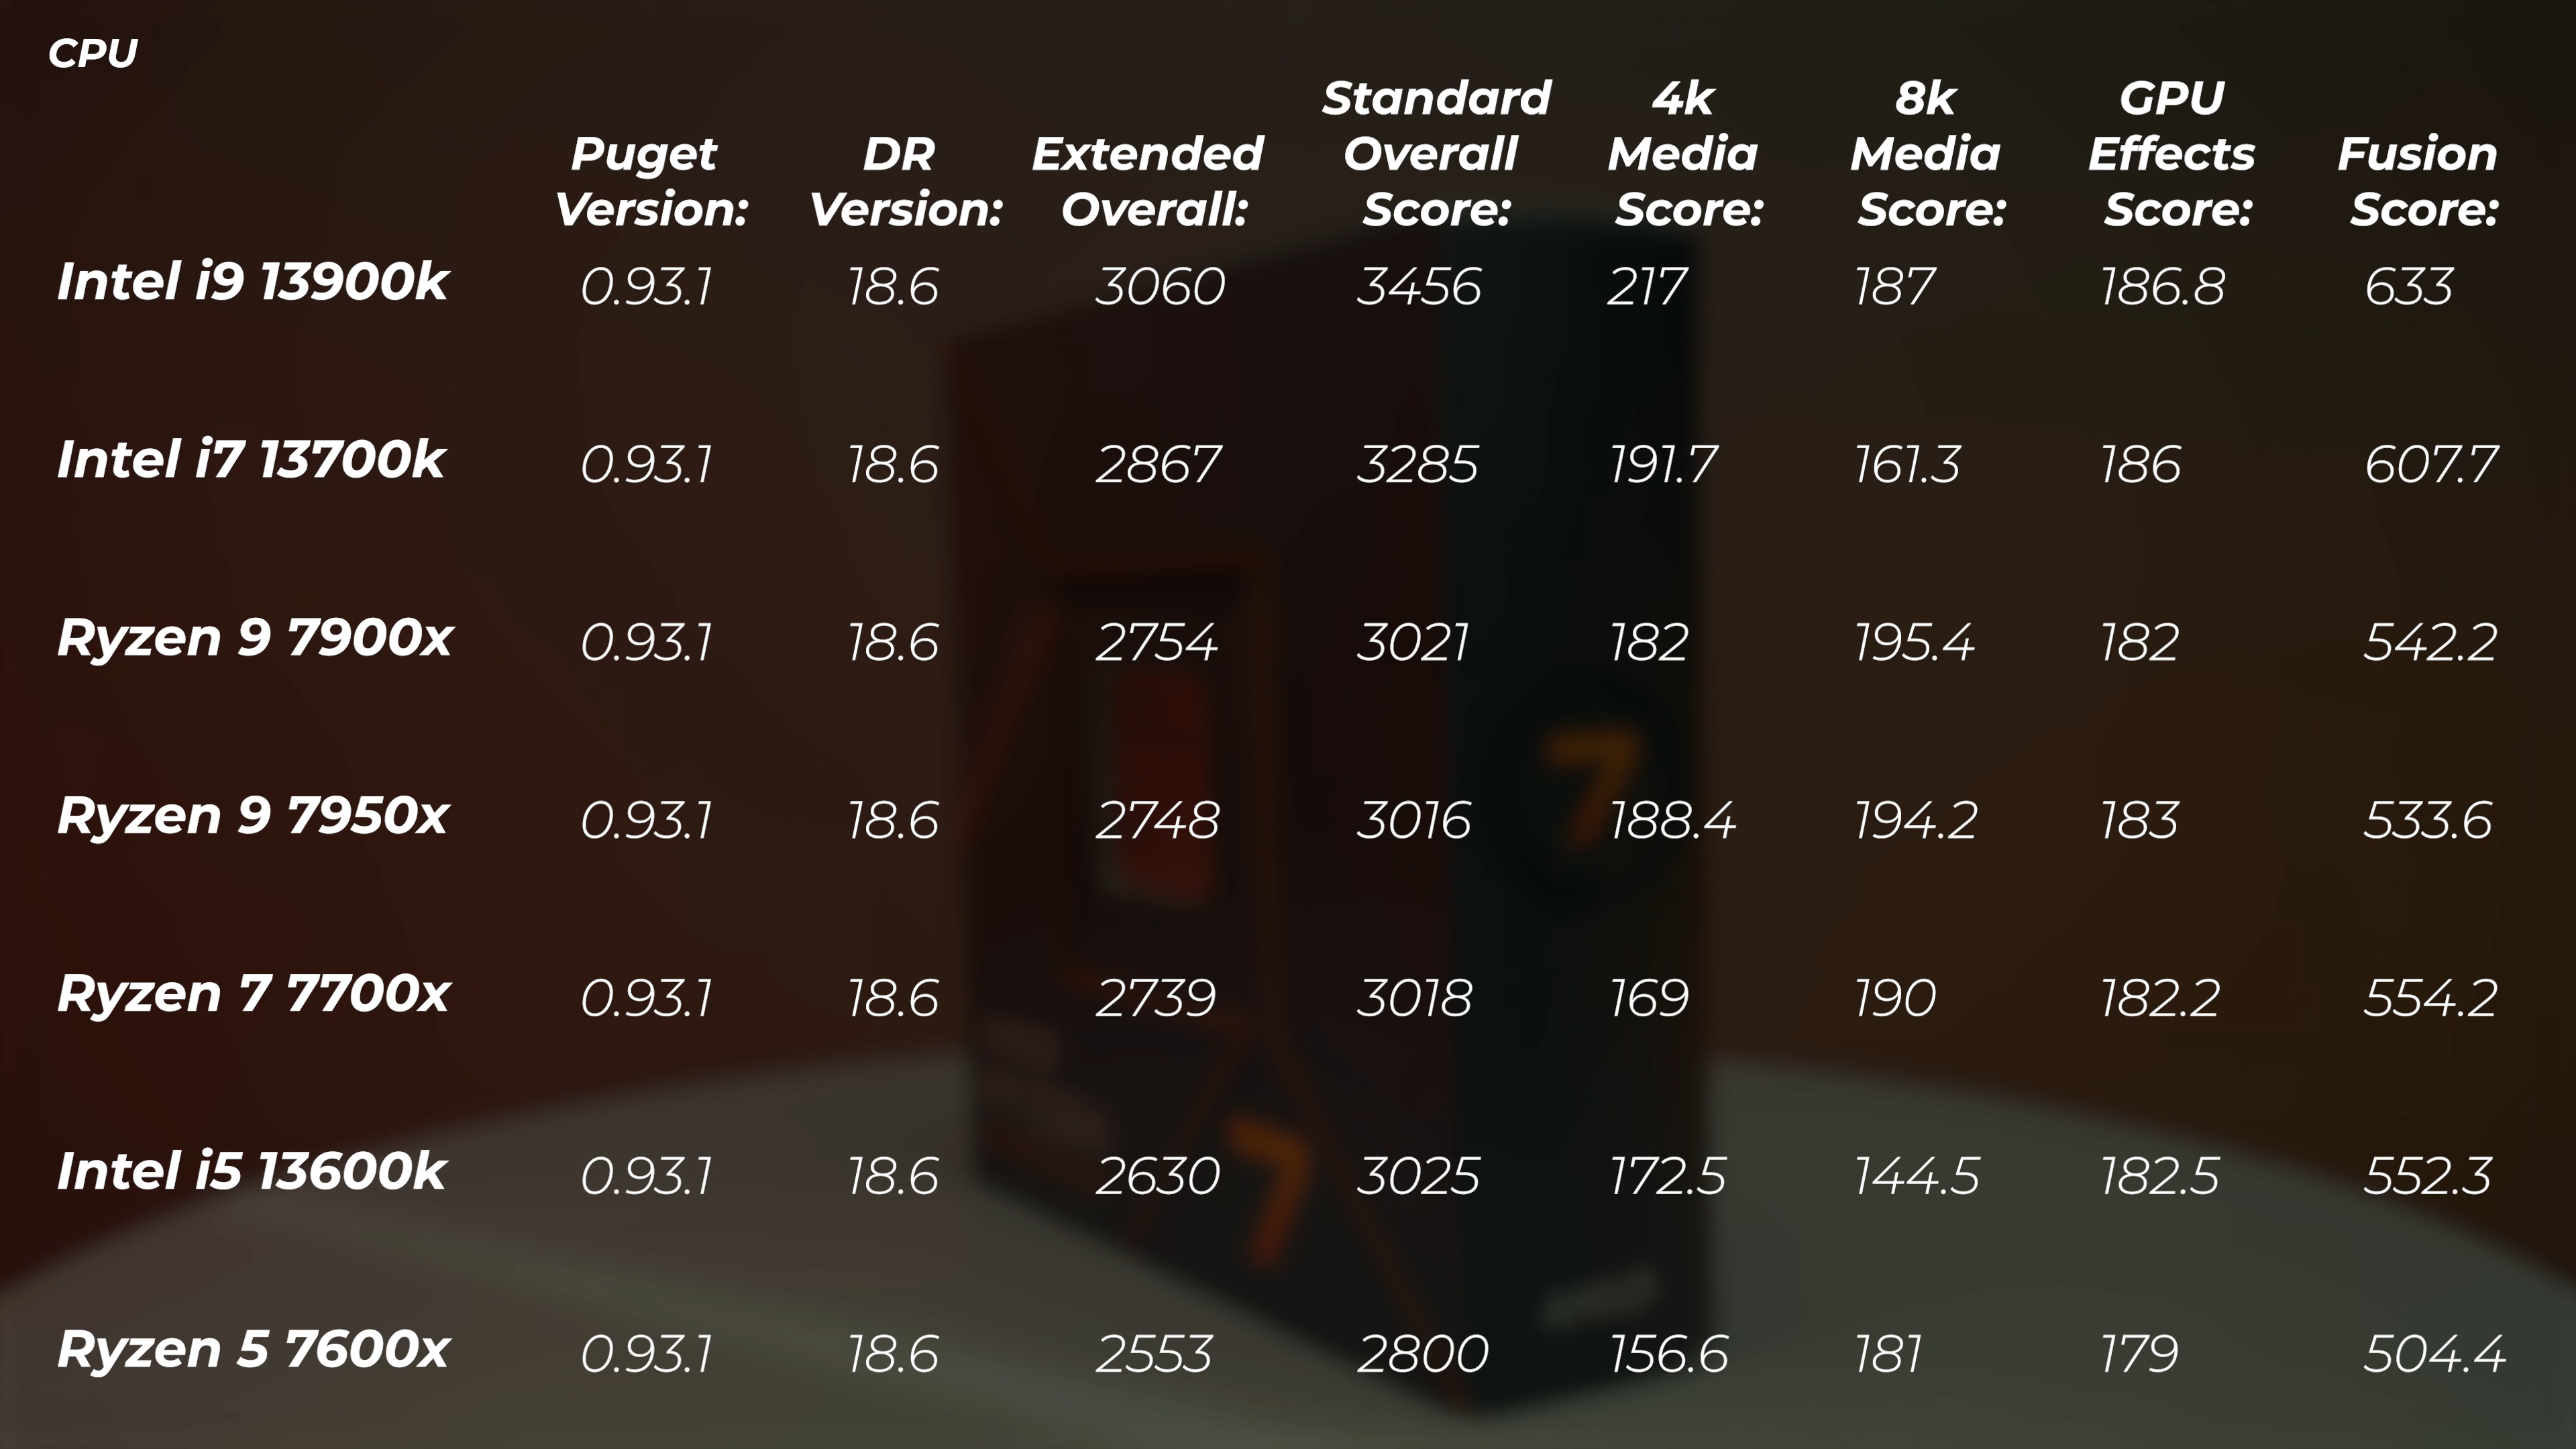 CPU
Puget Version: DR Version: Extended Overall: Standard Overall Score: 4k Media Score: 8k Media Score: GPU Effects Score: Fusion Score:
Intel i9 13900k 0.93.1 18.6 3060 3456 217 187 186.8 633
Intel i7 13700k 0.93.1 18.6 2867 3285 191.7 161.3 186 607.7
Ryzen 9 7900x 0.93.1 18.6 2754 3021 182 195.4 182 542.2
Ryzen 9 7950x 0.93.1 18.6 2748 3016 188.4 194.2 183 533.6
Ryzen 7 7700x 0.93.1 18.6 2739 3018 169 190 182.2 554.2
Intel i5 13600k 0.93.1 18.6 2630 3025 172.5 144.5 182.5 552.3
Ryzen 5 7600x 0.93.1 18.6 2553 2800 156.6 181 179 504.4
7
7